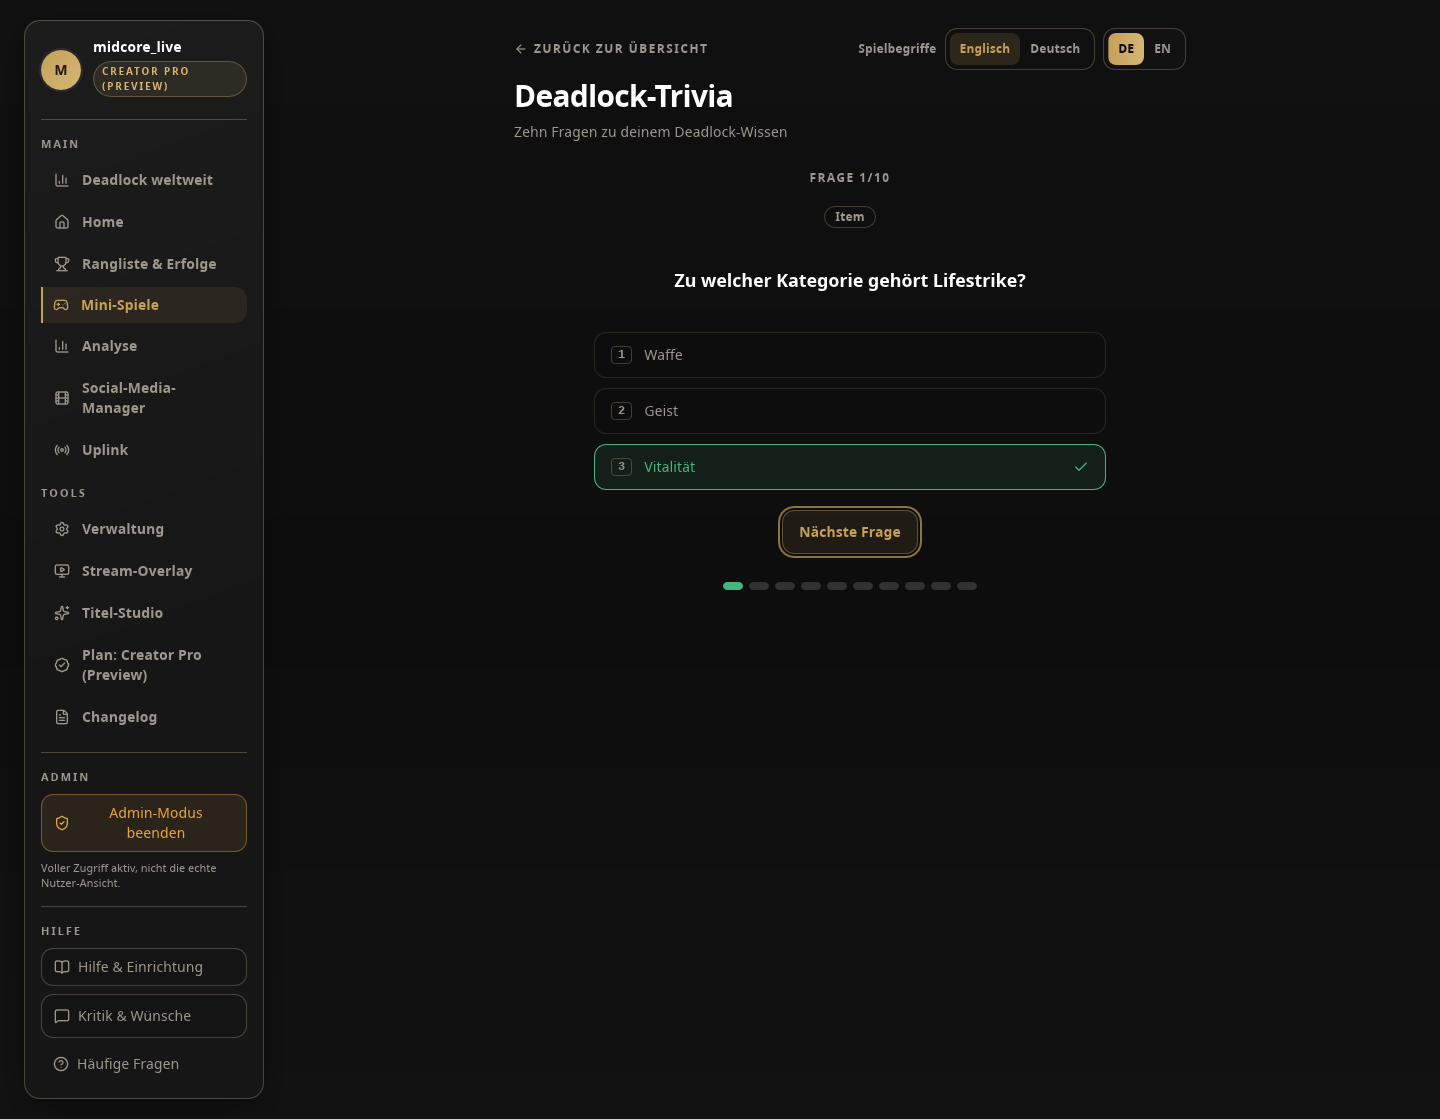 M
midcore_live
CREATOR PRO
(PREVIEW)
MAIN
Deadlock weltweit
Home
Rangliste & Erfolge
Mini-Spiele
Analyse
Social-Media-
Manager
Uplink
TOOLS
Verwaltung
Stream-Overlay
Titel-Studio
Plan: Creator Pro
(Preview)
Changelog
ADMIN
Admin-Modus
beenden
Voller Zugriff aktiv, nicht die echte
Nutzer-Ansicht.
HILFE
Hilfe & Einrichtung
Kritik & Wünsche
Häufige Fragen
ZURÜCK ZUR ÜBERSICHT
Spielbegriffe Englisch Deutsch DE EN
Deadlock-Trivia
Zehn Fragen zu deinem Deadlock-Wissen
FRAGE 1/10
Item
Zu welcher Kategorie gehört Lifestrike?
1 Waffe
2 Geist
3 Vitalität
Nächste Frage